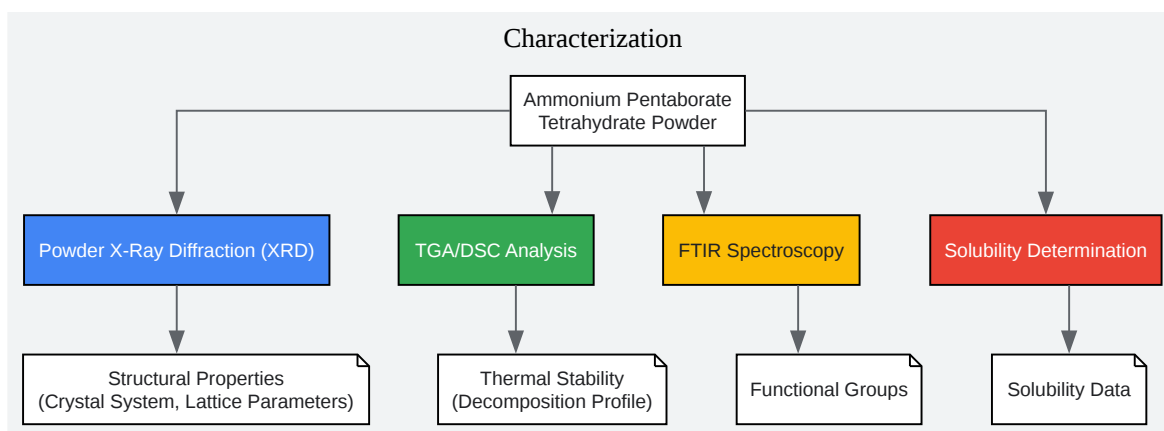 Characterization
Ammonium Pentaborate
Tetrahydrate Powder
Powder X-Ray Diffraction (XRD)
TGA/DSC Analysis
FTIR Spectroscopy
Solubility Determination
Structural Properties
(Crystal System, Lattice Parameters)
Thermal Stability
(Decomposition Profile)
Functional Groups
Solubility Data